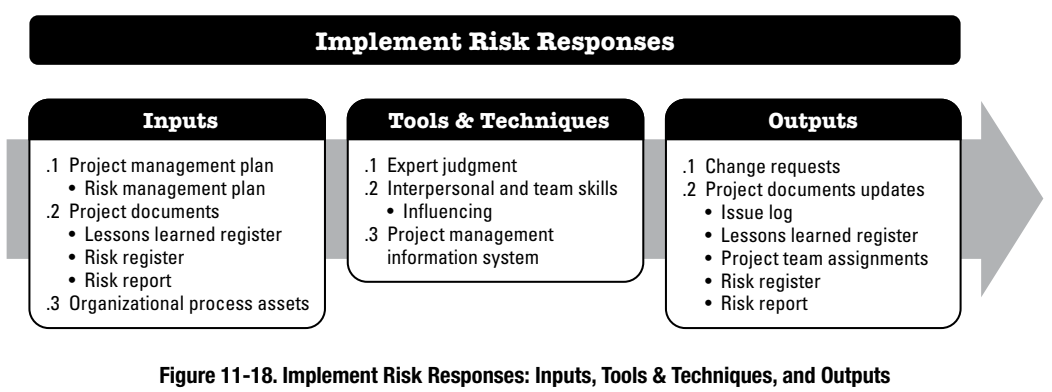 Implement Risk Responses
Inputs
.1 Project management plan
• Risk management plan
.2 Project documents
• Lessons learned register
• Risk register
• Risk report
.3 Organizational process assets
Tools & Techniques
.1 Expert judgment
.2 Interpersonal and team skills
• Influencing
.3 Project management
information system
Outputs
.1 Change requests
.2 Project documents updates
• Issue log
• Lessons learned register
• Project team assignments
• Risk register
• Risk report
Figure 11-18. Implement Risk Responses: Inputs, Tools & Techniques, and Outputs